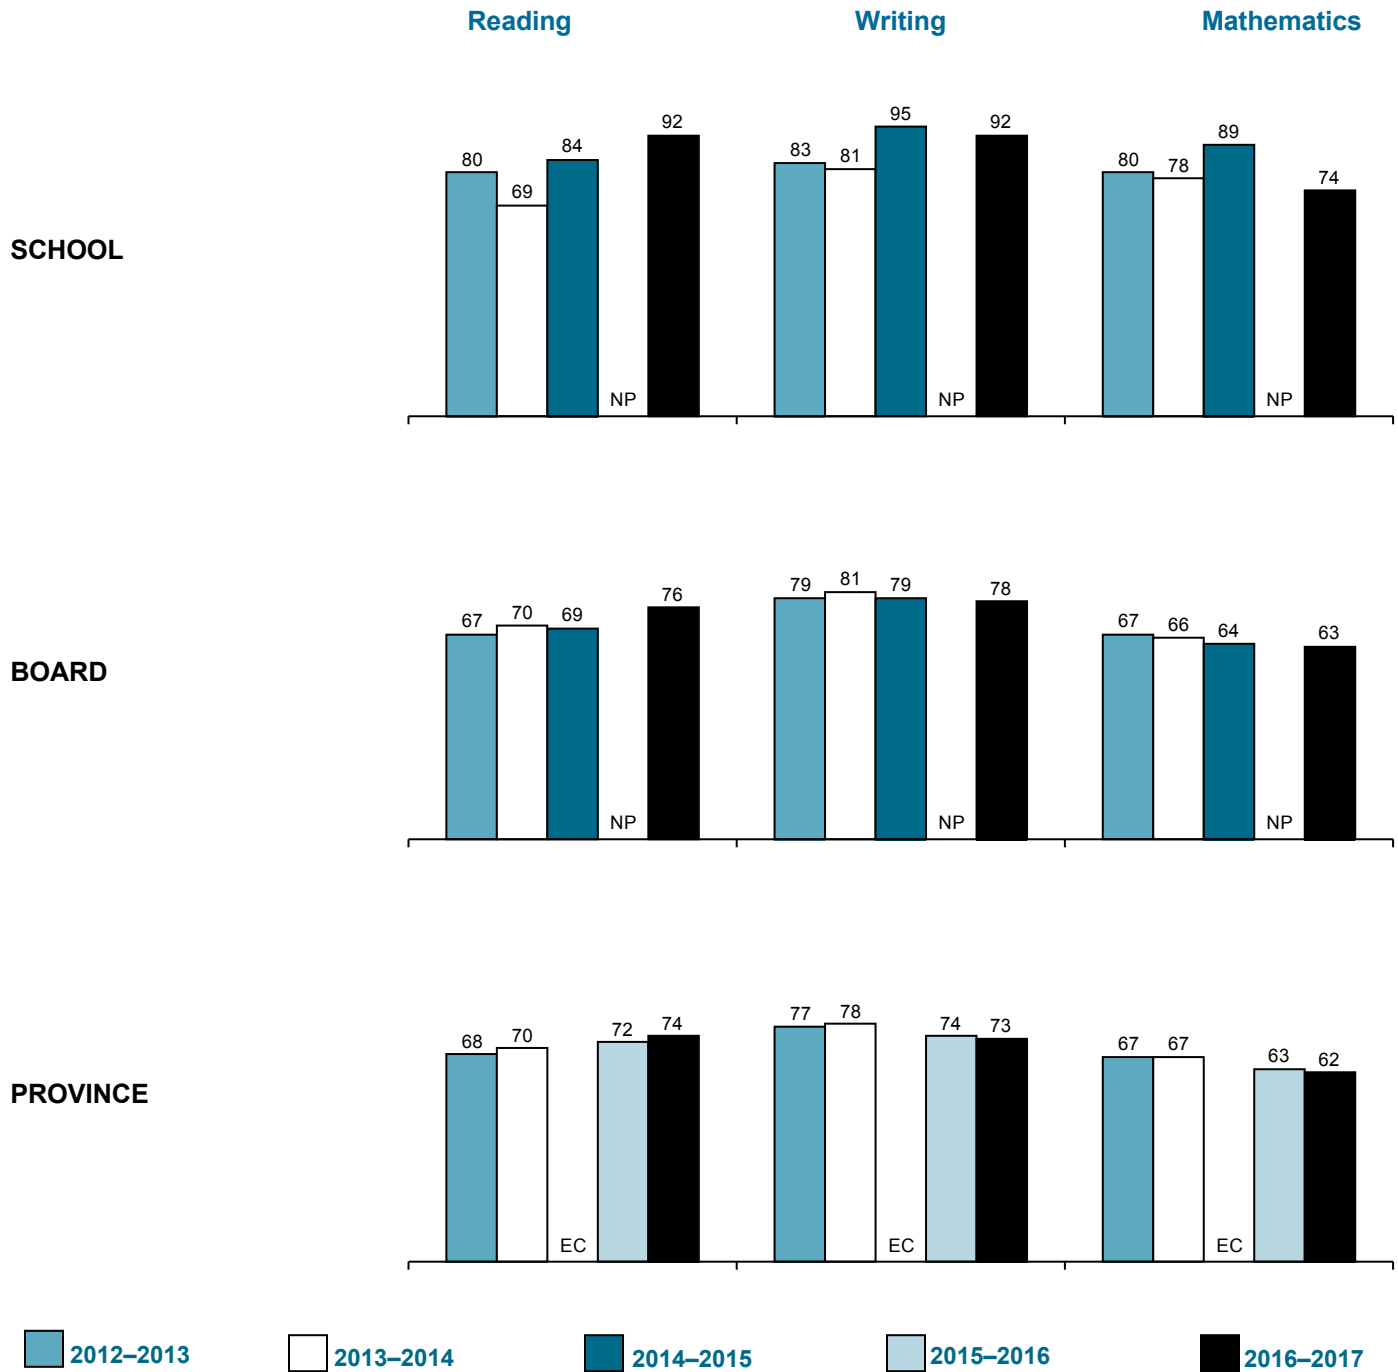 Reading Writing Mathematics
SCHOOL
80 69 84 NP 92 83 81 95 NP 92 80 78 89 NP 74
BOARD
67 70 69 NP 76 79 81 79 NP 78 67 66 64 NP 63
PROVINCE
68 70 EC 72 74 77 78 EC 74 73 67 67 EC 63 62
2012–2013 2013–2014 2014–2015 2015–2016 2016–2017